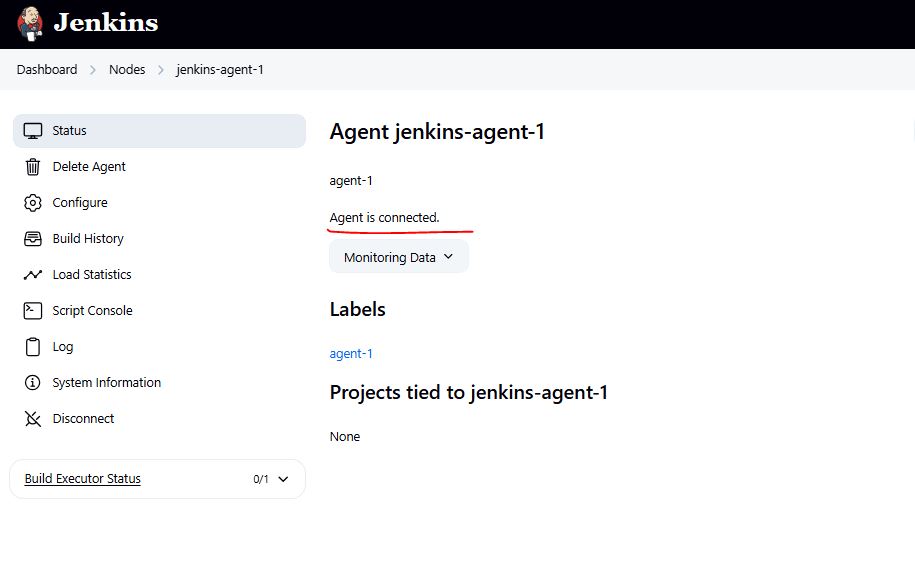 Jenkins
Dashboard > Nodes > jenkins-agent-1
Status
Delete Agent
Configure
Build History
Load Statistics
Script Console
Log
System Information
Disconnect
Build Executor Status 0/1
Agent jenkins-agent-1
agent-1
Agent is connected.
Monitoring Data
Labels
agent-1
Projects tied to jenkins-agent-1
None